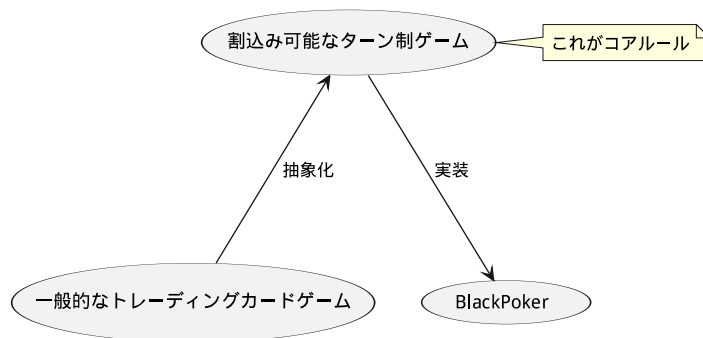 割込み可能なターン制ゲーム
これがコアルール
抽象化
実装
一般的なトレーディングカードゲーム
BlackPoker